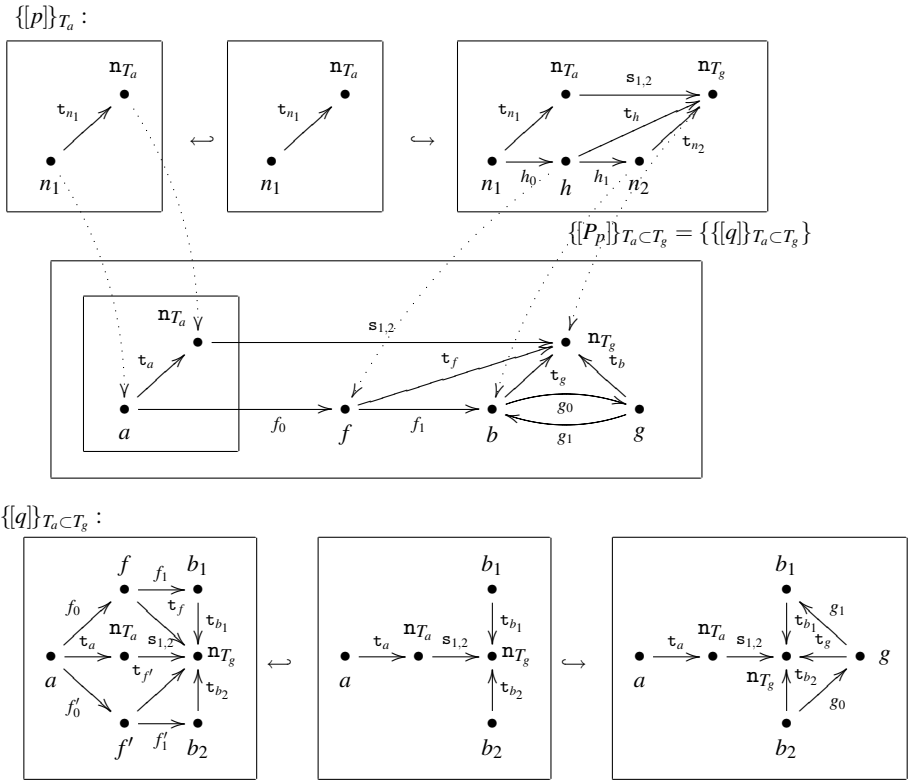 {[p]}_{T_a} :
n_{T_a} n_{T_a} n_{T_a} s_{1,2} n_{T_g}
t_{n_1} t_{n_1} t_{n_1} t_h
↩ ↪ t_{n_2}
n_1 n_1 n_1 h_0 h h_1 n_2
{[P_p]}_{T_a⊂T_g} = {{[q]}_{T_a⊂T_g}}
n_{T_a} s_{1,2} n_{T_g}
t_a t_f t_g t_b
g_0
a f_0 f f_1 b g_1 g
{[q]}_{T_a⊂T_g} :
f f_1 b_1 b_1 b_1
f_0 t_f t_{b_1} t_{b_1} t_{b_1} g_1
t_a n_{T_a} s_{1,2} t_a n_{T_a} s_{1,2} t_a n_{T_a} s_{1,2} t_g
a t_{f'} n_{T_g} ↩ a n_{T_g} ↪ a n_{T_g} g
f'_0 t_{b_2} t_{b_2} t_{b_2} g_0
f' f'_1 b_2 b_2 b_2